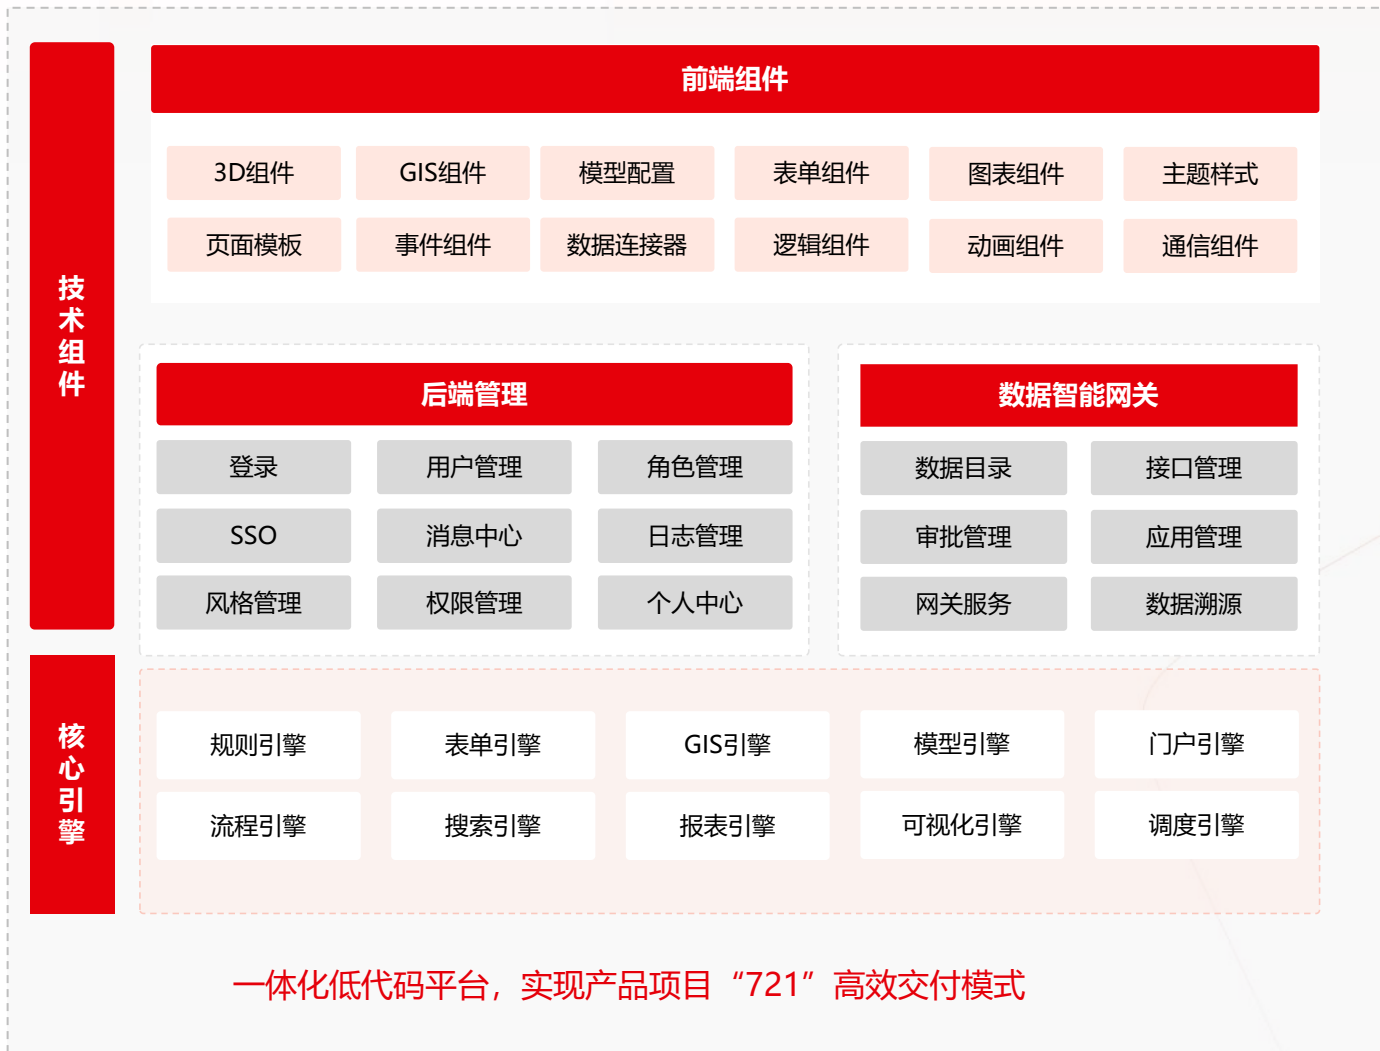 技术组件
前端组件
3D组件 GIS组件 模型配置 表单组件 图表组件 主题样式
页面模板 事件组件 数据连接器 逻辑组件 动画组件 通信组件
后端管理
登录 用户管理 角色管理
SSO 消息中心 日志管理
风格管理 权限管理 个人中心
数据智能网关
数据目录 接口管理
审批管理 应用管理
网关服务 数据溯源
核心引擎
规则引擎 表单引擎 GIS引擎 模型引擎 门户引擎
流程引擎 搜索引擎 报表引擎 可视化引擎 调度引擎
一体化低代码平台，实现产品项目“721”高效交付模式